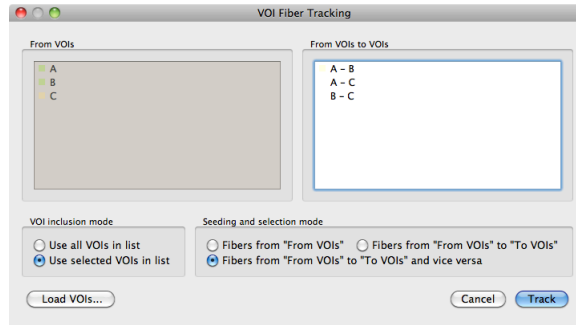 VOI Fiber Tracking
From VOIs
A
B
C
From VOIs to VOIs
A - B
A - C
B - C
VOI inclusion mode
Use all VOIs in list
Use selected VOIs in list
Seeding and selection mode
Fibers from "From VOIs"
Fibers from "From VOIs" to "To VOIs"
Fibers from "From VOIs" to "To VOIs" and vice versa
Load VOIs...
Cancel
Track